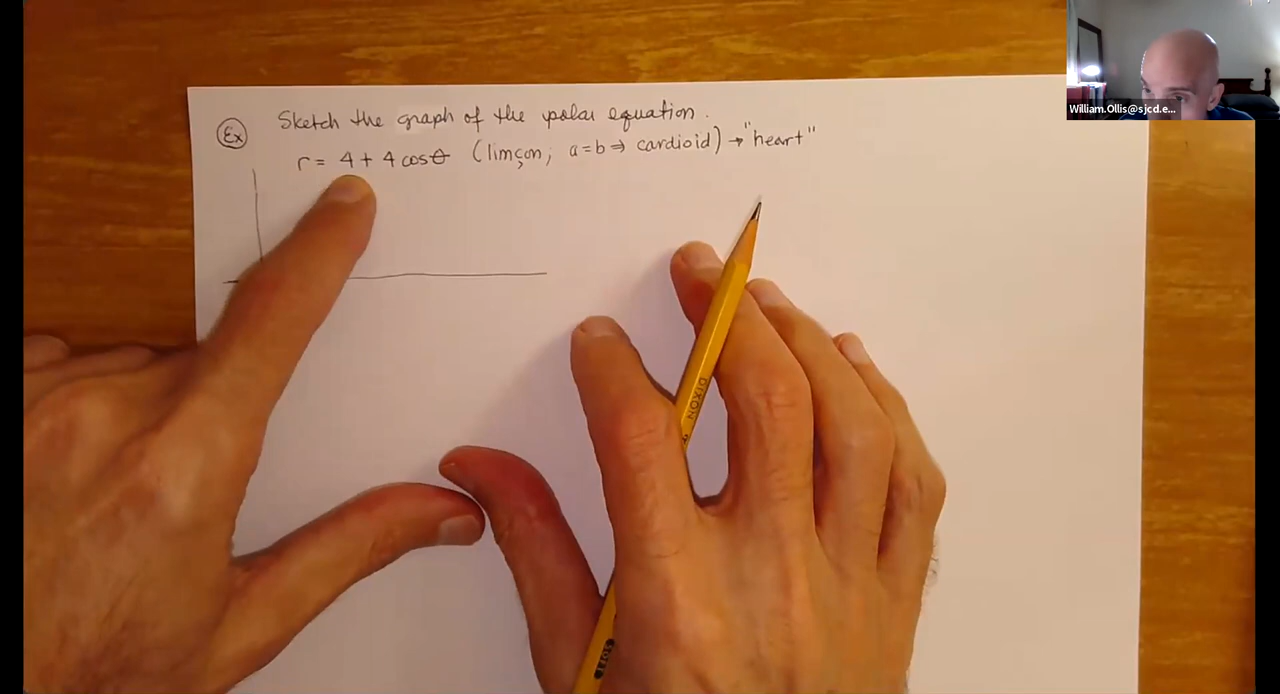 Ex Sketch the graph of the polar equation.
r = 4 + 4 cosθ (limçon; a=b ⇒ cardioid) → "heart"
William.Ollis@sjcd.e...
DIXON